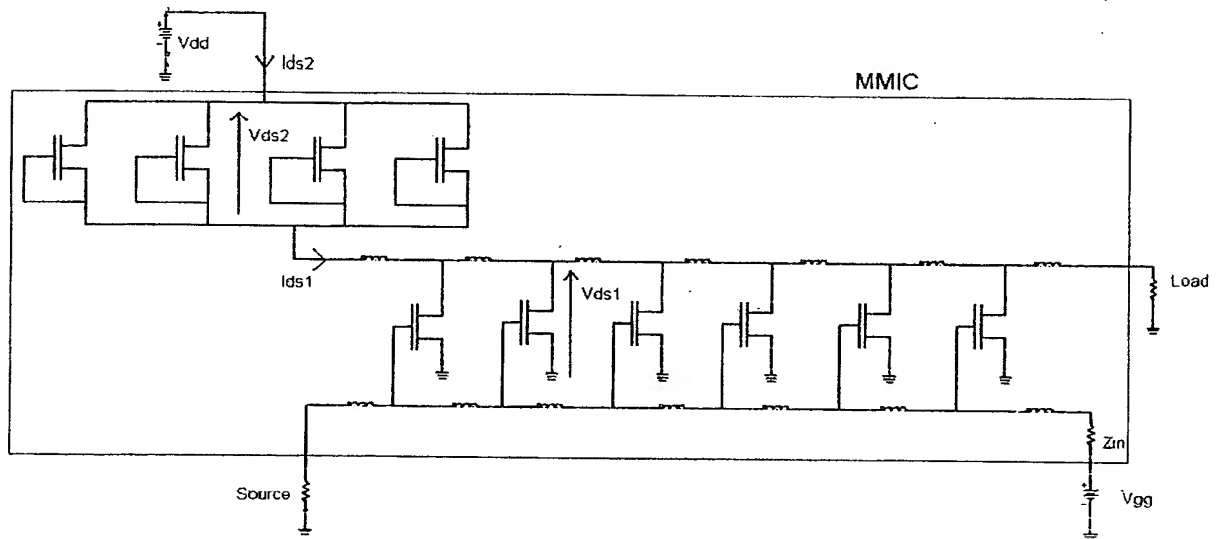 Vdd
Ids2
MMIC
Vds2
Ids1
Vds1
Load
Zin
Source
Vgg